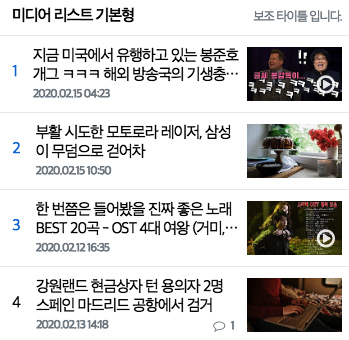 미디어 리스트 기본형
보조 타이틀 입니다.
1
지금 미국에서 유행하고 있는 봉준호
개그 ㅋㅋㅋ 해외 방송국의 기생충…
2020.02.15 04:23
2
부활 시도한 모토로라 레이저, 삼성
이 무덤으로 걷어차
2020.02.15 10:50
3
한 번쯤은 들어봤을 진짜 좋은 노래
BEST 20곡 - OST 4대 여왕 (거미,…
2020.02.12 16:35
4
강원랜드 현금상자 턴 용의자 2명
스페인 마드리드 공항에서 검거
2020.02.13 14:18
1